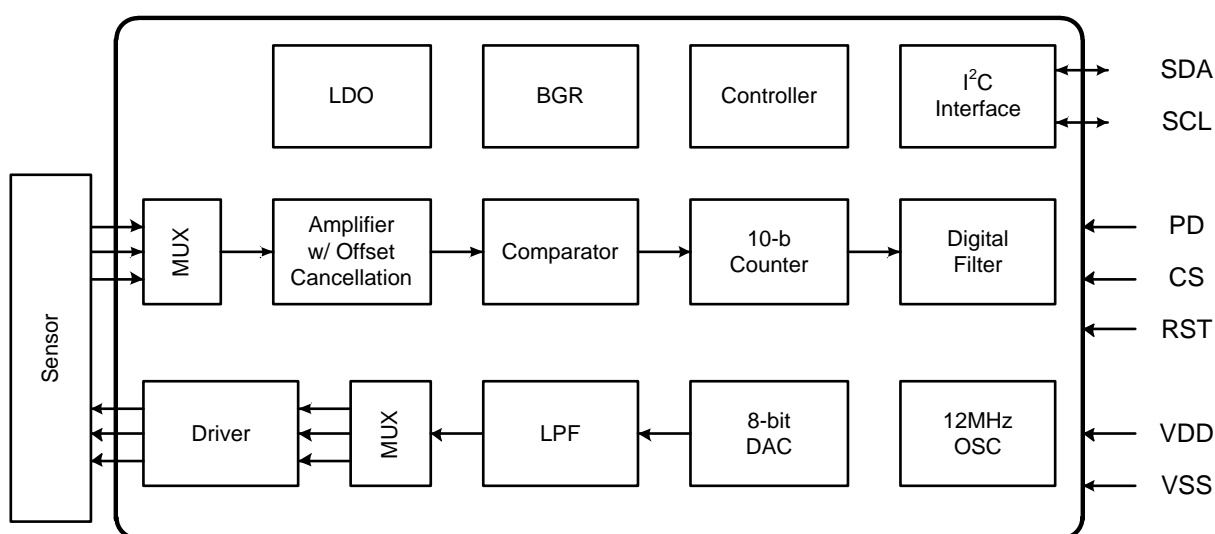 LDO
BGR
Controller
I²C
Interface
SDA
SCL
Sensor
MUX
Amplifier
w/ Offset
Cancellation
Comparator
10-b
Counter
Digital
Filter
PD
CS
RST
Driver
MUX
LPF
8-bit
DAC
12MHz
OSC
VDD
VSS